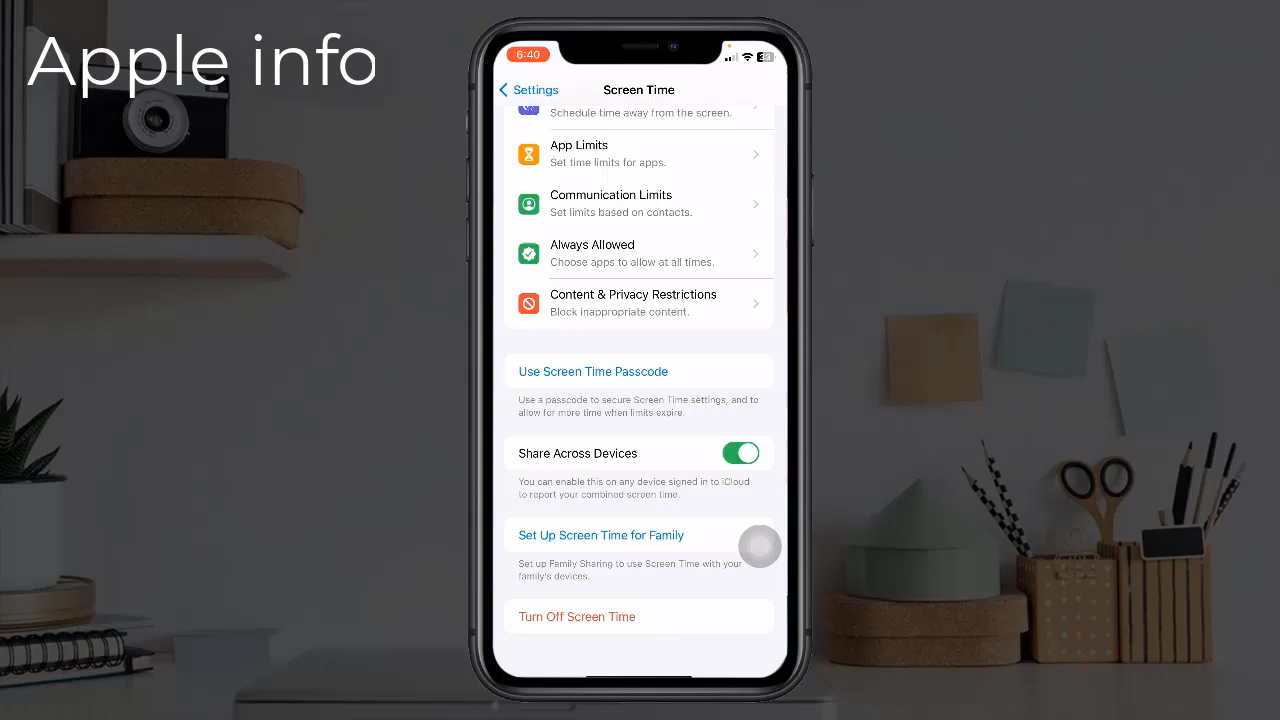 Apple info
6:40
33
Settings
Screen Time
Schedule time away from the screen.
App Limits
Set time limits for apps.
Communication Limits
Set limits based on contacts.
Always Allowed
Choose apps to allow at all times.
Content & Privacy Restrictions
Block inappropriate content.
Use Screen Time Passcode
Use a passcode to secure Screen Time settings, and to
allow for more time when limits expire.
Share Across Devices
You can enable this on any device signed in to iCloud
to report your combined screen time.
Set Up Screen Time for Family
Set up Family Sharing to use Screen Time with your
family's devices.
Turn Off Screen Time